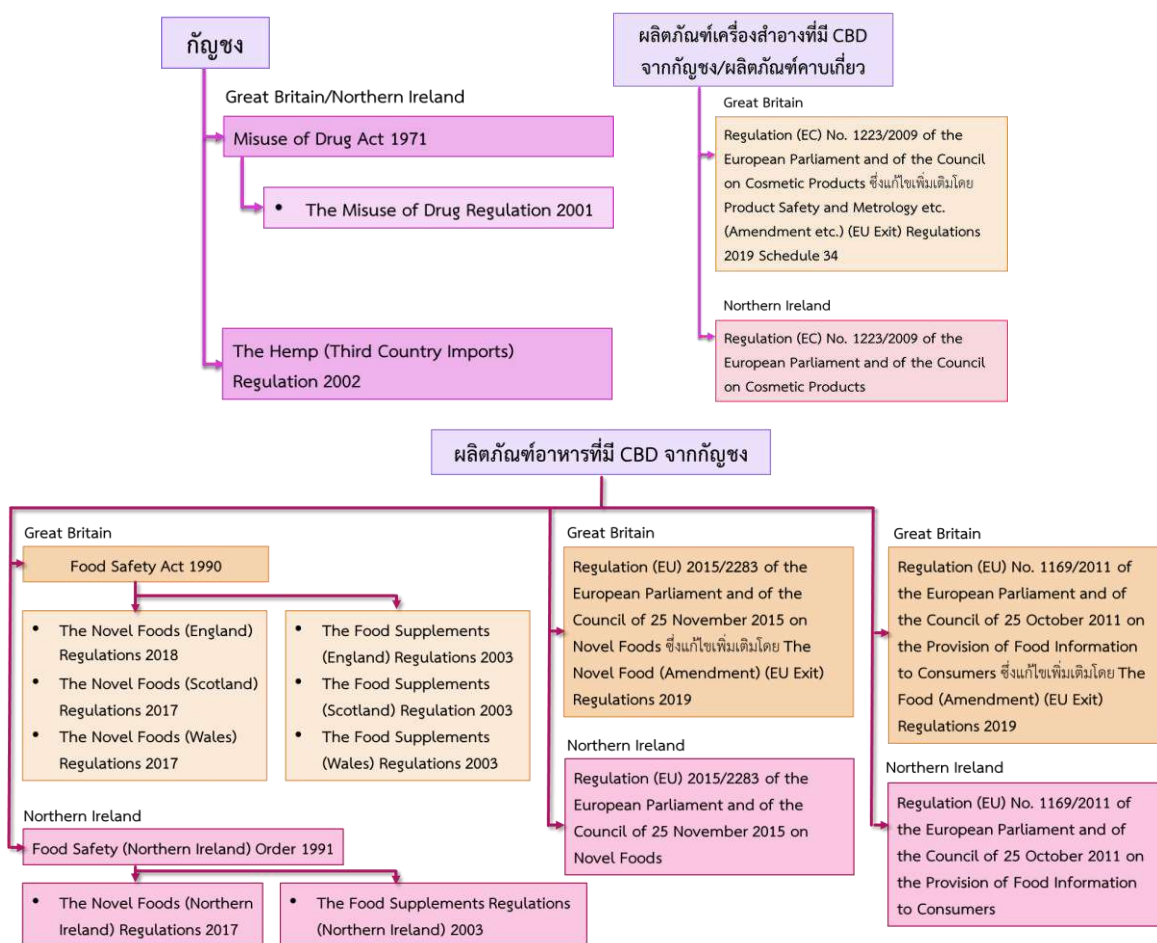 กัญชง
Great Britain/Northern Ireland
Misuse of Drug Act 1971
• The Misuse of Drug Regulation 2001
The Hemp (Third Country Imports)
Regulation 2002
ผลิตภัณฑ์เครื่องสำอางที่มี CBD
จากกัญชง/ผลิตภัณฑ์คาบเกี่ยว
Great Britain
Regulation (EC) No. 1223/2009 of the
European Parliament and of the Council
on Cosmetic Products ซึ่งแก้ไขเพิ่มเติมโดย
Product Safety and Metrology etc.
(Amendment etc.) (EU Exit) Regulations
2019 Schedule 34
Northern Ireland
Regulation (EC) No. 1223/2009 of the
European Parliament and of the Council
on Cosmetic Products
ผลิตภัณฑ์อาหารที่มี CBD จากกัญชง
Great Britain
Food Safety Act 1990
• The Novel Foods (England)
Regulations 2018
• The Novel Foods (Scotland)
Regulations 2017
• The Novel Foods (Wales)
Regulations 2017
• The Food Supplements
(England) Regulations 2003
• The Food Supplements
(Scotland) Regulation 2003
• The Food Supplements
(Wales) Regulations 2003
Northern Ireland
Food Safety (Northern Ireland) Order 1991
• The Novel Foods (Northern
Ireland) Regulations 2017
• The Food Supplements Regulations
(Northern Ireland) 2003
Great Britain
Regulation (EU) 2015/2283 of the
European Parliament and of the
Council of 25 November 2015 on
Novel Foods ซึ่งแก้ไขเพิ่มเติมโดย The
Novel Food (Amendment) (EU Exit)
Regulations 2019
Northern Ireland
Regulation (EU) 2015/2283 of the
European Parliament and of the
Council of 25 November 2015 on
Novel Foods
Great Britain
Regulation (EU) No. 1169/2011 of
the European Parliament and of
the Council of 25 October 2011 on
the Provision of Food Information
to Consumers ซึ่งแก้ไขเพิ่มเติมโดย The
Food (Amendment) (EU Exit)
Regulations 2019
Northern Ireland
Regulation (EU) No. 1169/2011 of
the European Parliament and of
the Council of 25 October 2011 on
the Provision of Food Information
to Consumers